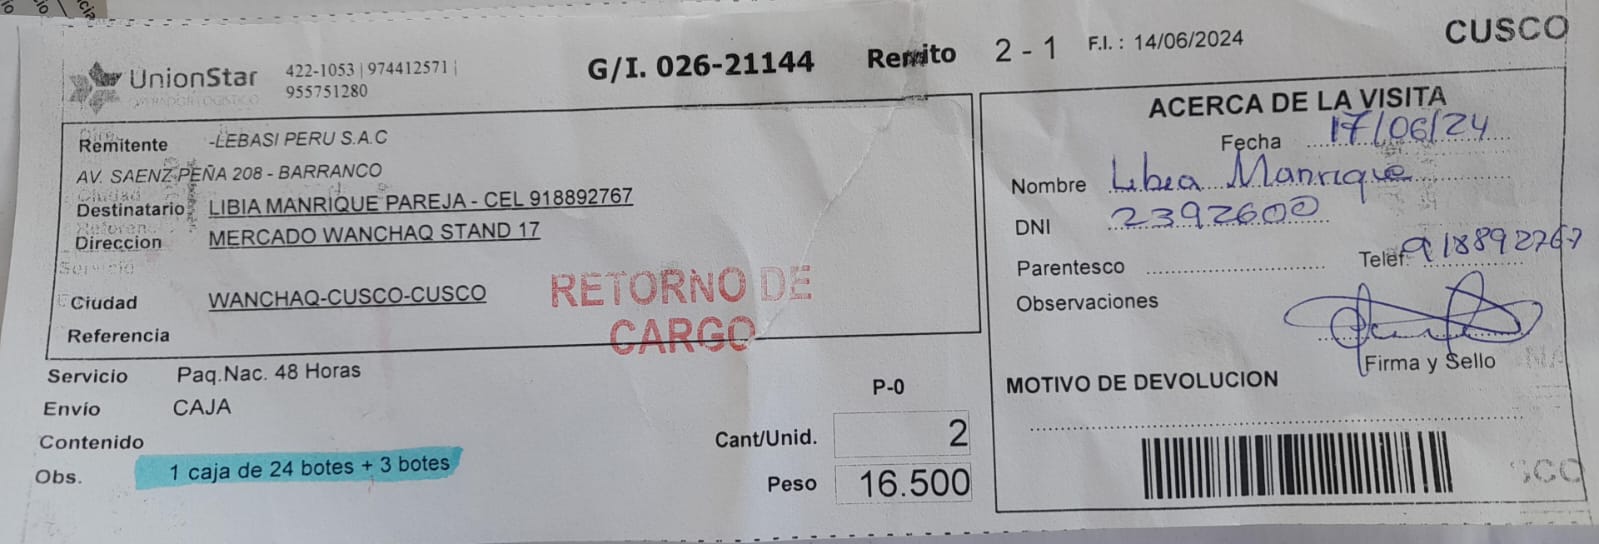 UnionStar
422-1053 | 974412571 |
955751280
G/I. 026-21144
Remito 2 - 1
F.I. : 14/06/2024
CUSCO
Remitente -LEBASI PERU S.A.C
AV. SAENZ PEÑA 208 - BARRANCO
Ciudad
Destinatario LIBIA MANRIQUE PAREJA - CEL 918892767
Direccion MERCADO WANCHAQ STAND 17
Servicio
Ciudad WANCHAQ-CUSCO-CUSCO
Referencia
RETORNO DE
CARGO
Servicio Paq.Nac. 48 Horas
Envío CAJA
Contenido
Obs. 1 caja de 24 botes + 3 botes
P-0
Cant/Unid. 2
Peso 16.500
ACERCA DE LA VISITA
Fecha 17/06/24
Nombre Libia Manrique
DNI 2392600
Parentesco
Telef. 918892767
Observaciones
Firma y Sello
MOTIVO DE DEVOLUCION